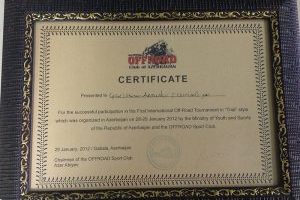 OFFROAD
Club of AZERBAIJAN
CERTIFICATE
Presented to
For the successful participation in the First International Off-Road Tournament in "Trail" style
which was organized in Azerbaijan on 28-29 January 2012 by the Ministry of Youth and Sports
of the Republic of Azerbaijan and the OFFROAD Sport Club.
29 January, 2012 / Gabala, Azerbaijan
Chairman of the OFFROAD Sport Club
Azer Abiyev